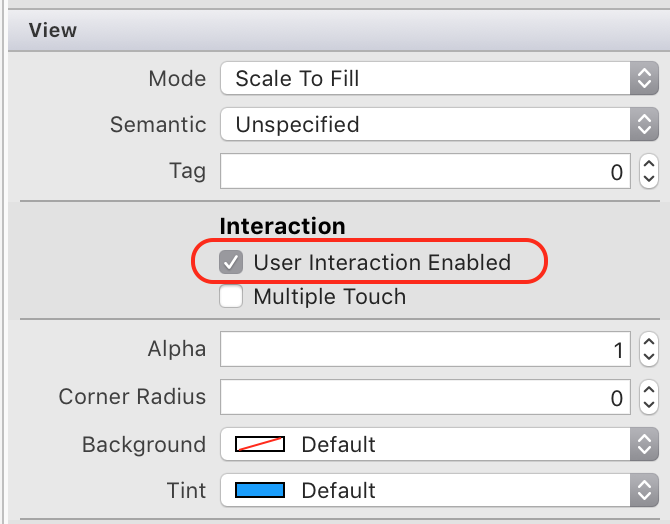 View
Mode Scale To Fill
Semantic Unspecified
Tag 0
Interaction
User Interaction Enabled
Multiple Touch
Alpha 1
Corner Radius 0
Background Default
Tint Default